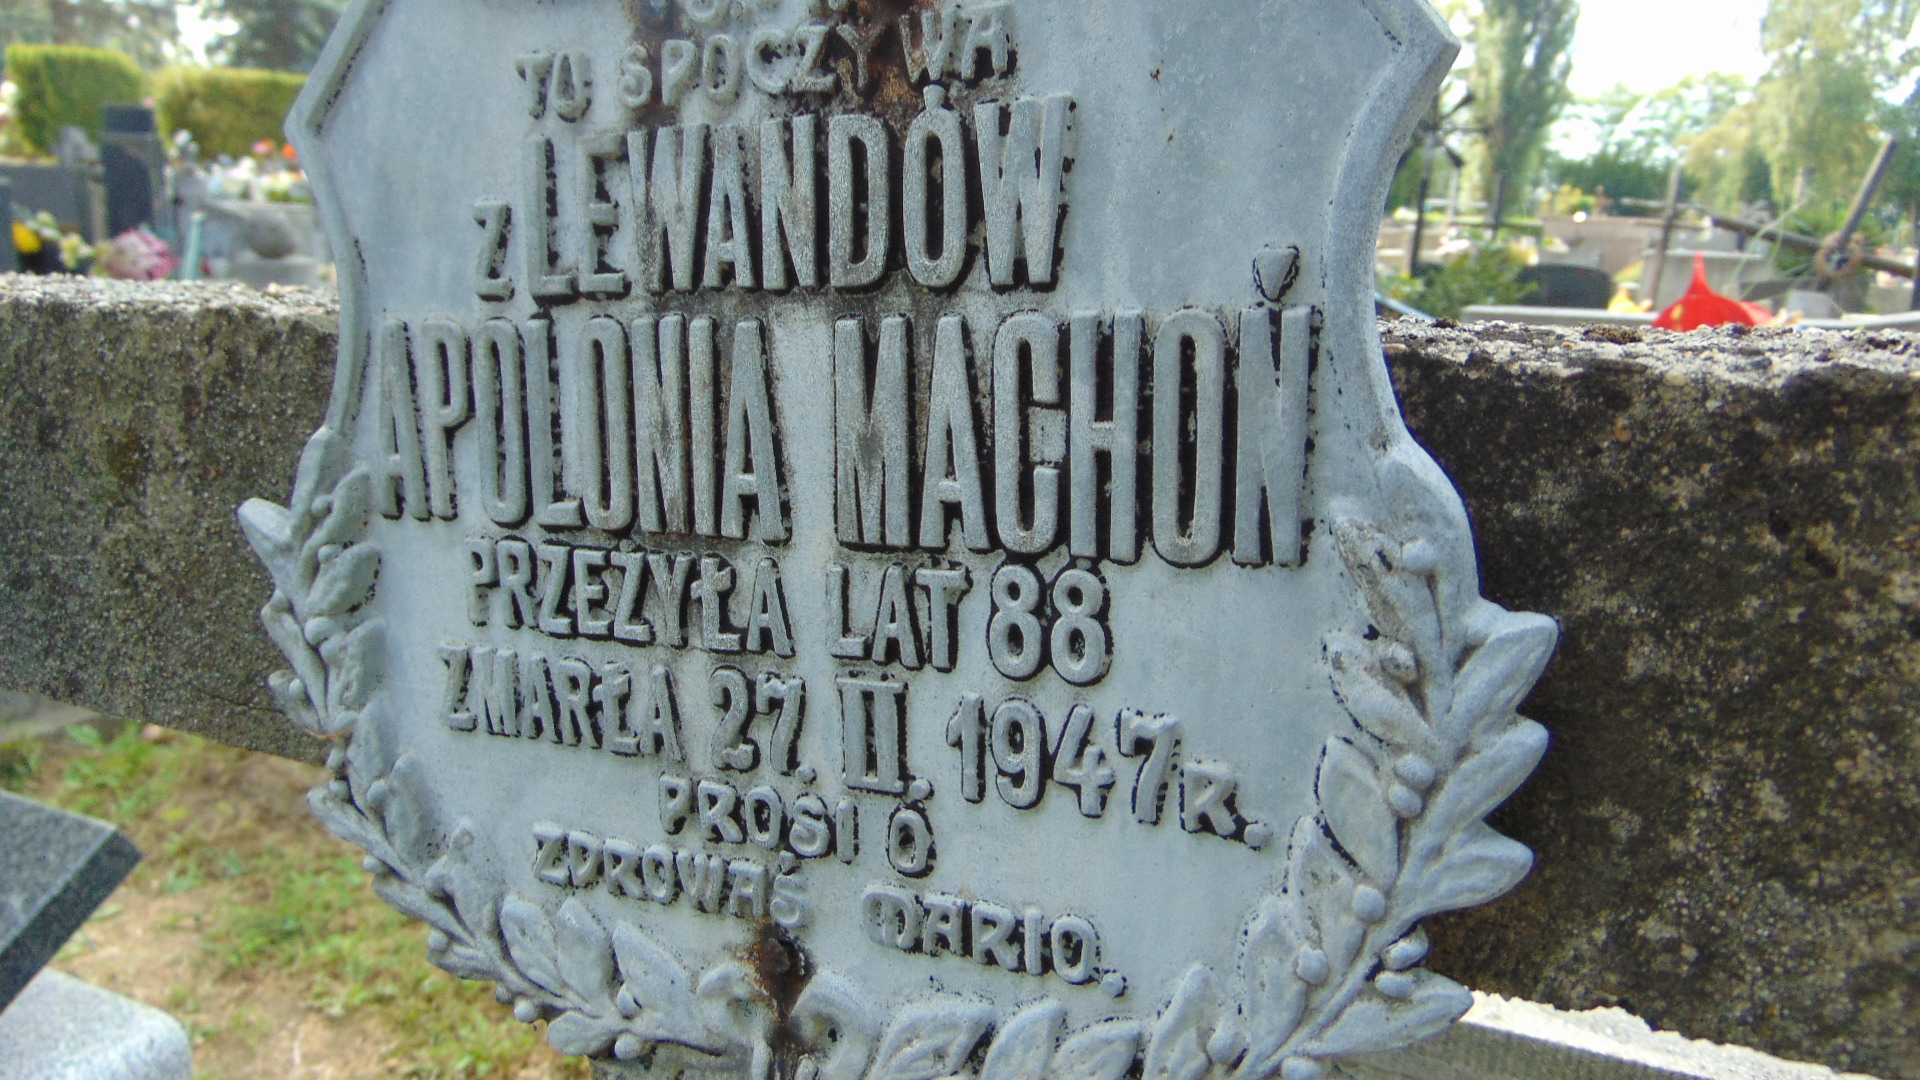 TU SPOCZYWA
z LEWANDÓW
APOLONIA MACHOŃ
PRZEŻYŁA LAT 88
ZMARŁA 27. II. 1947 R.
PROSI O
ZDROWAŚ MARIO.